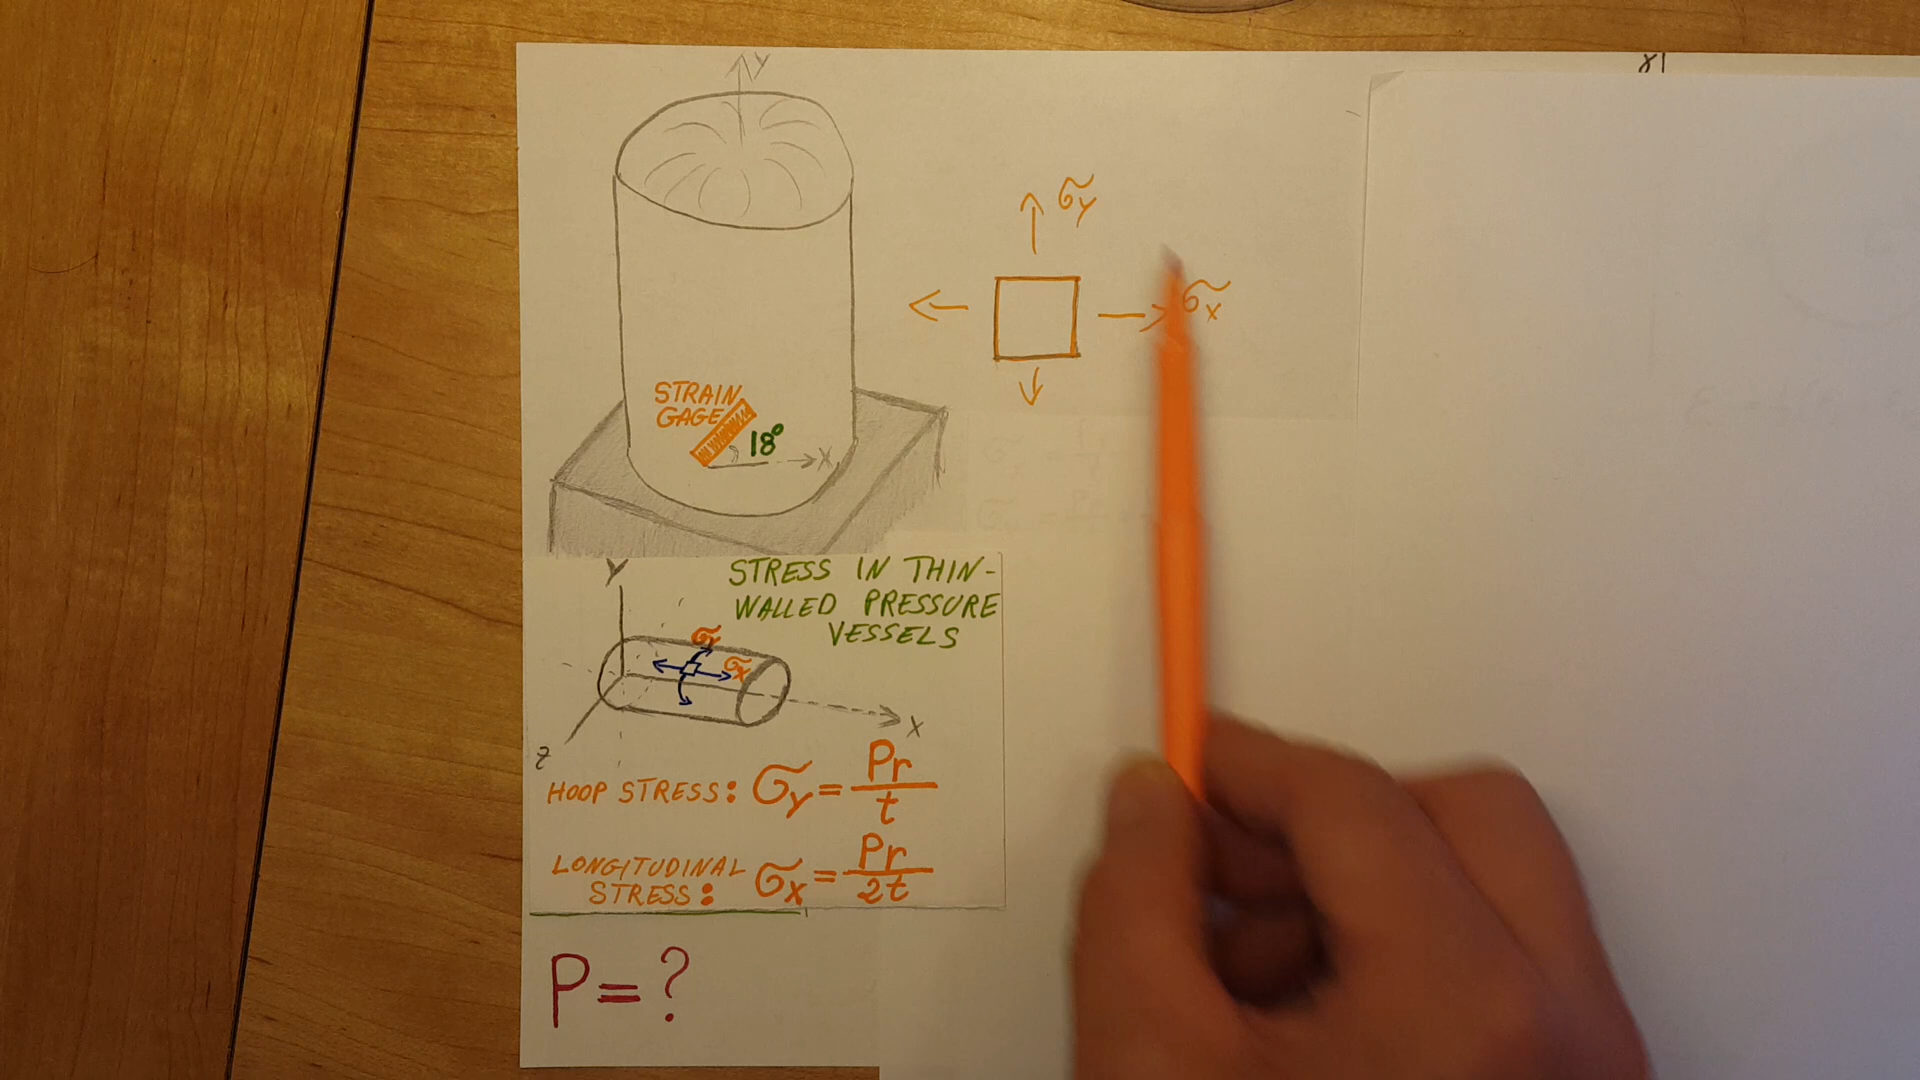 Y
σy
σx
STRAIN
GAGE
18°
X
Y
STRESS IN THIN-
WALLED PRESSURE
VESSELS
σy
σx
X
Z
HOOP STRESS: σy = Pr/t
LONGITUDINAL
STRESS: σx = Pr/2t
P = ?